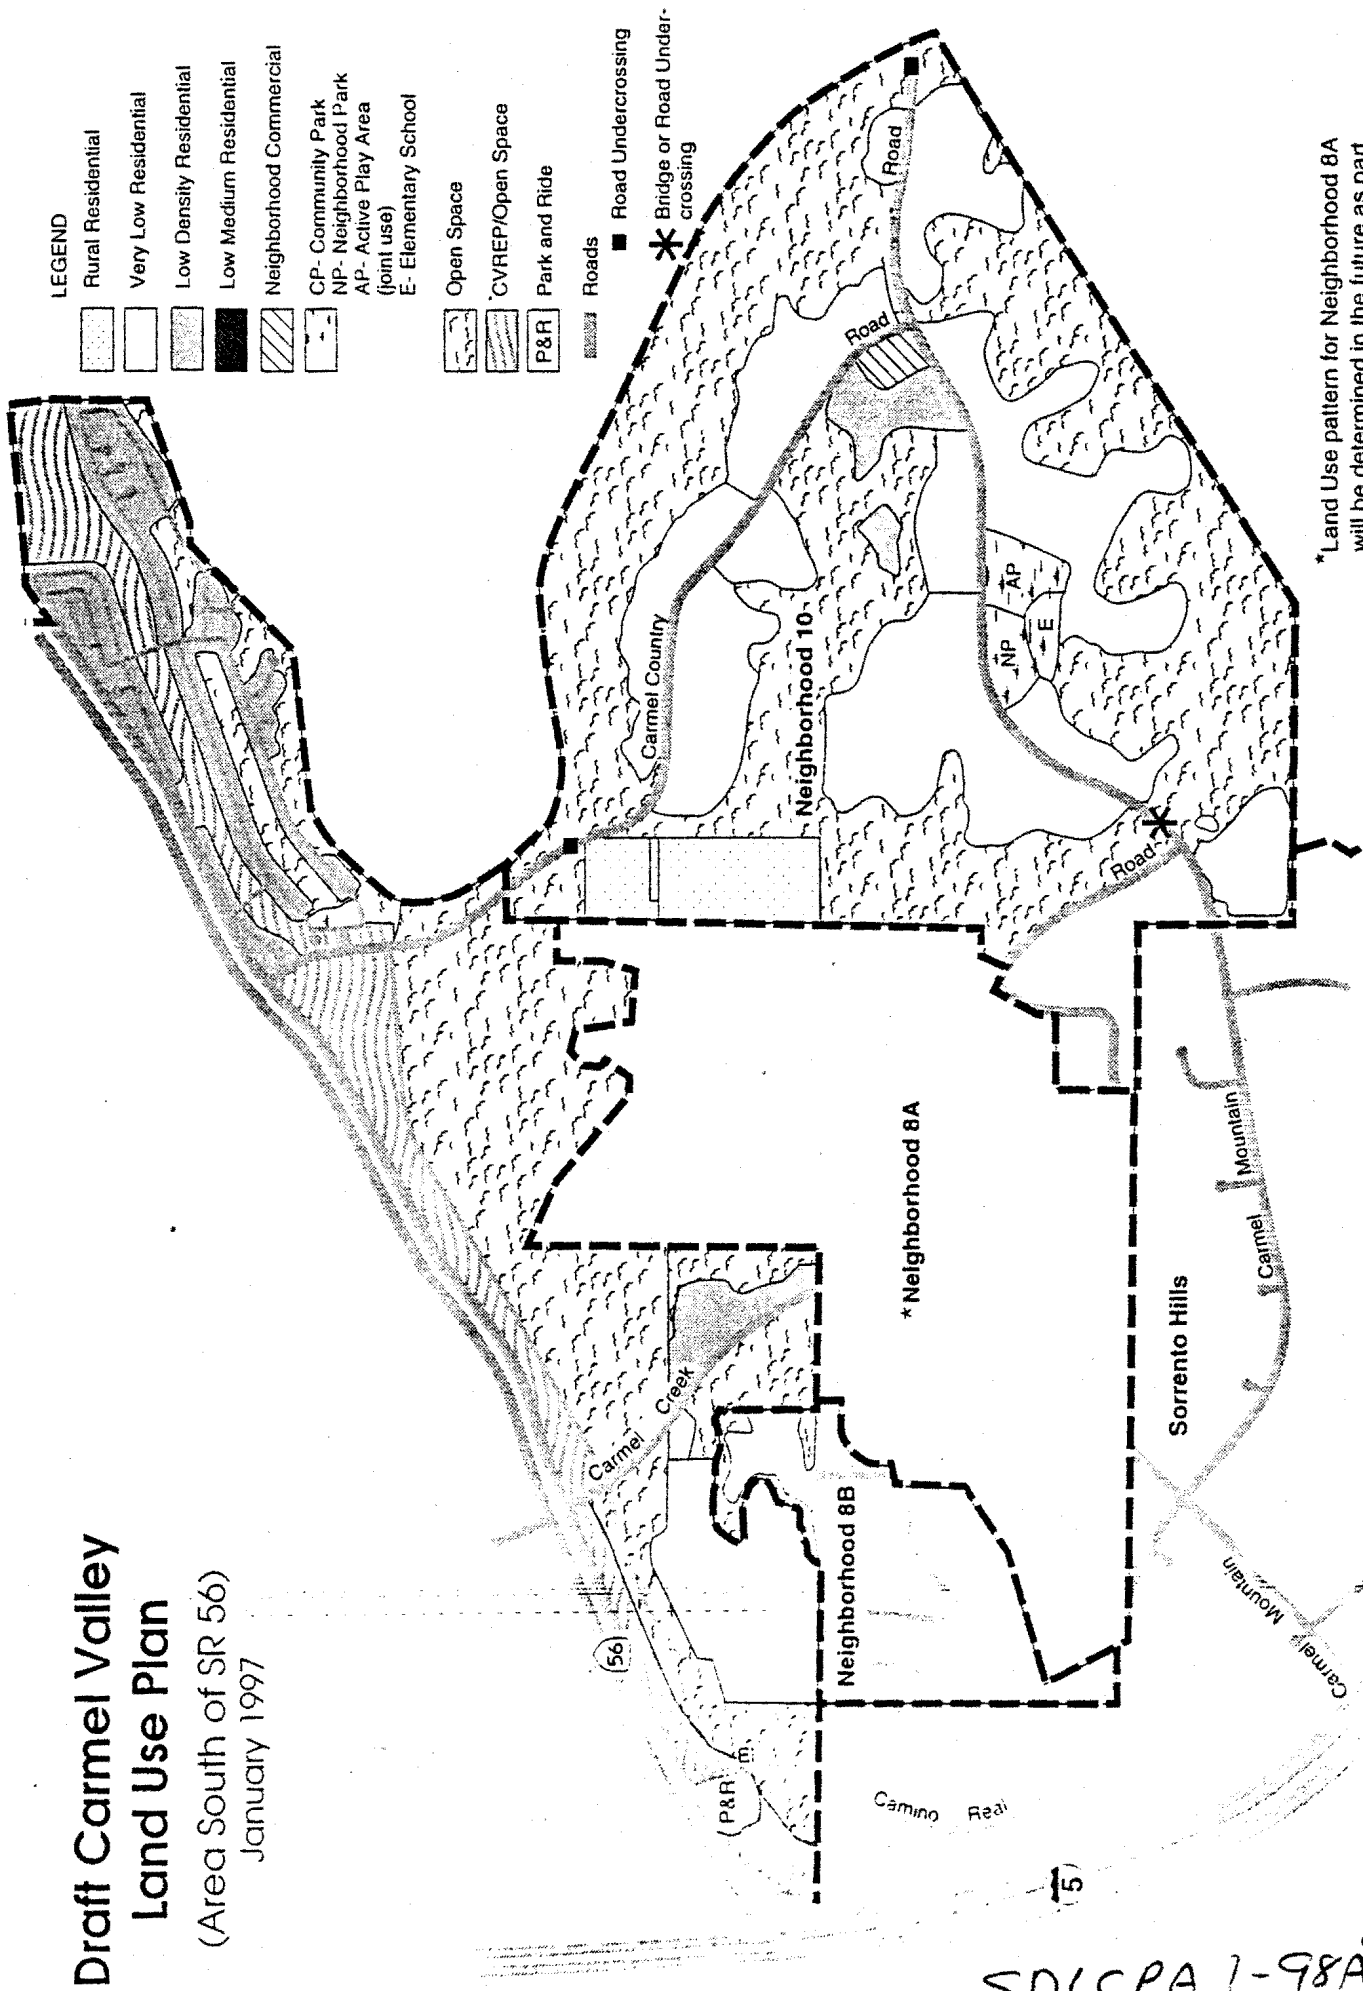 Draft Carmel Valley
Land Use Plan
(Area South of SR 56)
January 1997
LEGEND
Rural Residential
Very Low Residential
Low Density Residential
Low Medium Residential
Neighborhood Commercial
CP- Community Park
NP- Neighborhood Park
AP- Active Play Area
(joint use)
E- Elementary School
Open Space
CVREP/Open Space
P&R Park and Ride
Roads
Road Undercrossing
Bridge or Road Under-
crossing
56
P&R
Carmel Creek
Carmel Country Road
Road
Neighborhood 10
NP
AP
E
Road
Neighborhood 8B
*Neighborhood 8A
Sorrento Hills
Carmel Mountain
Carmel Mountain
Camino Real
5
*Land Use pattern for Neighborhood 8A
will be determined in the future as part